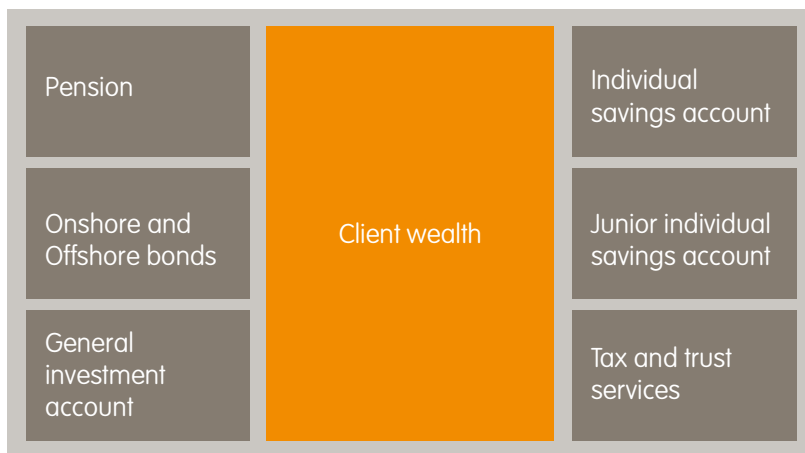 Pension
Onshore and
Offshore bonds
General
investment
account
Client wealth
Individual
savings account
Junior individual
savings account
Tax and trust
services